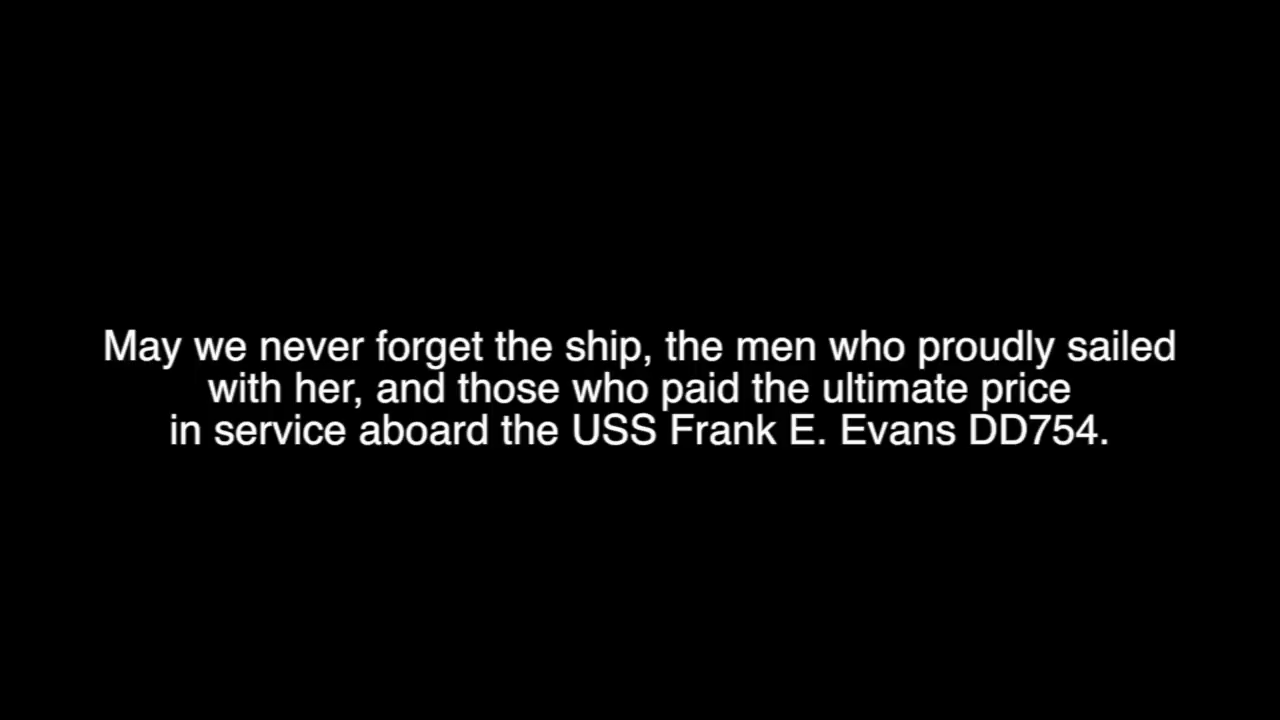 May we never forget the ship, the men who proudly sailed
with her, and those who paid the ultimate price
in service aboard the USS Frank E. Evans DD754.